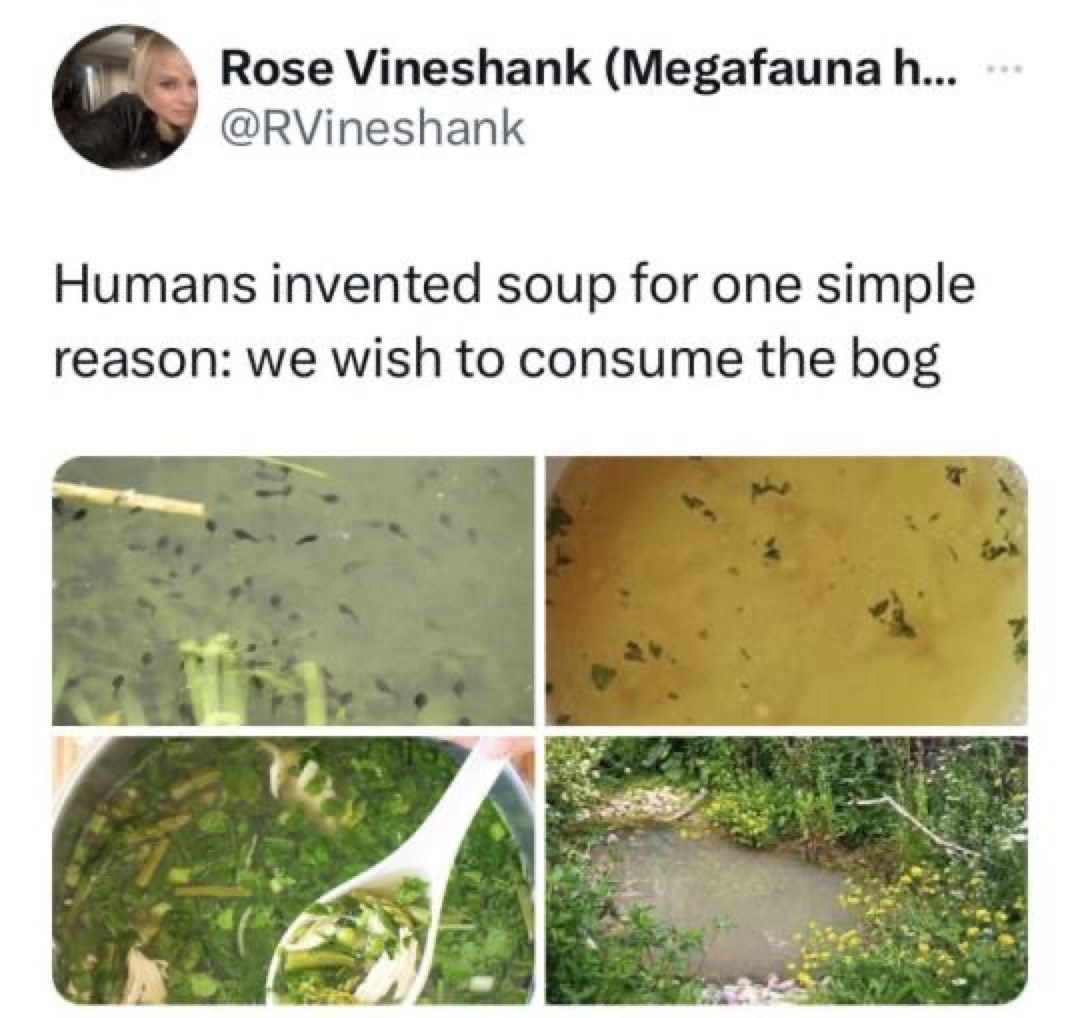 Rose Vineshank (Megafauna h...
@RVineshank
Humans invented soup for one simple
reason: we wish to consume the bog